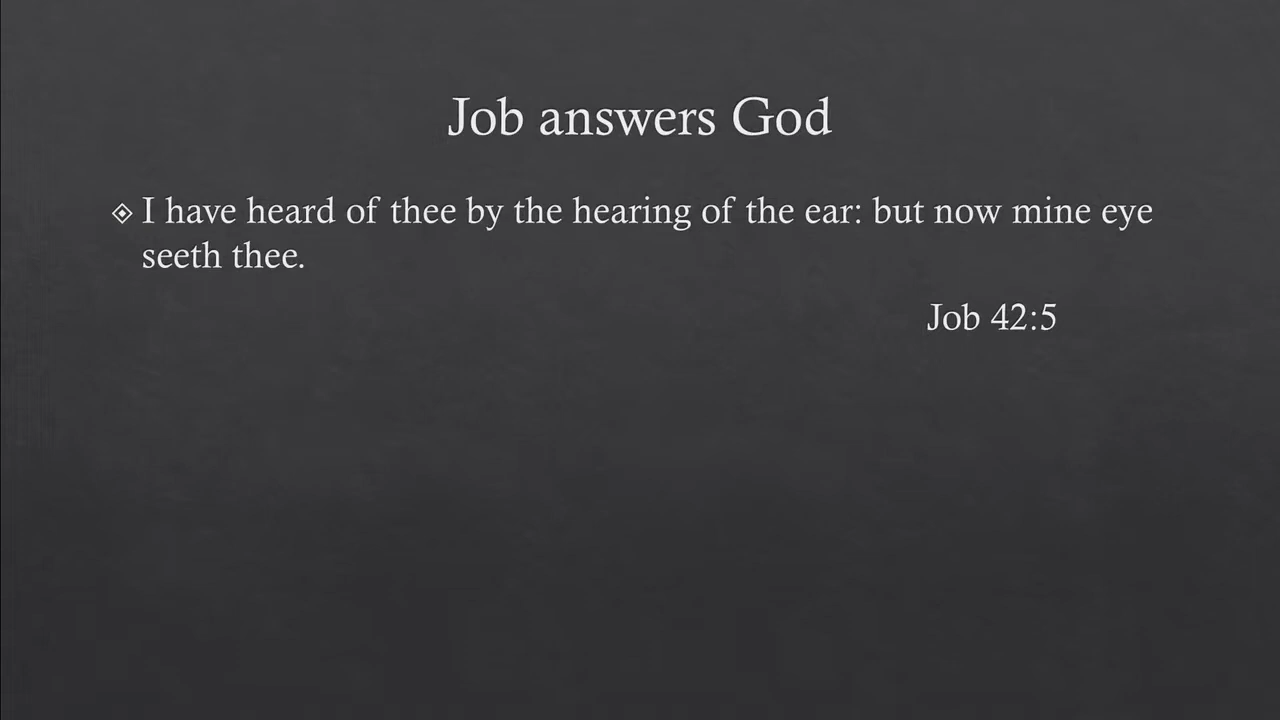 Job answers God
I have heard of thee by the hearing of the ear: but now mine eye
seeth thee.
Job 42:5